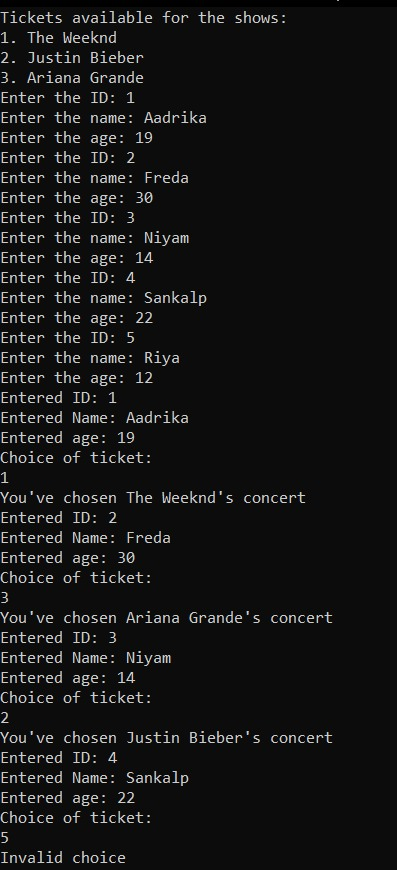 Tickets available for the shows:
1. The Weeknd
2. Justin Bieber
3. Ariana Grande
Enter the ID: 1
Enter the name: Aadrika
Enter the age: 19
Enter the ID: 2
Enter the name: Freda
Enter the age: 30
Enter the ID: 3
Enter the name: Niyam
Enter the age: 14
Enter the ID: 4
Enter the name: Sankalp
Enter the age: 22
Enter the ID: 5
Enter the name: Riya
Enter the age: 12
Entered ID: 1
Entered Name: Aadrika
Entered age: 19
Choice of ticket:
1
You've chosen The Weeknd's concert
Entered ID: 2
Entered Name: Freda
Entered age: 30
Choice of ticket:
3
You've chosen Ariana Grande's concert
Entered ID: 3
Entered Name: Niyam
Entered age: 14
Choice of ticket:
2
You've chosen Justin Bieber's concert
Entered ID: 4
Entered Name: Sankalp
Entered age: 22
Choice of ticket:
5
Invalid choice